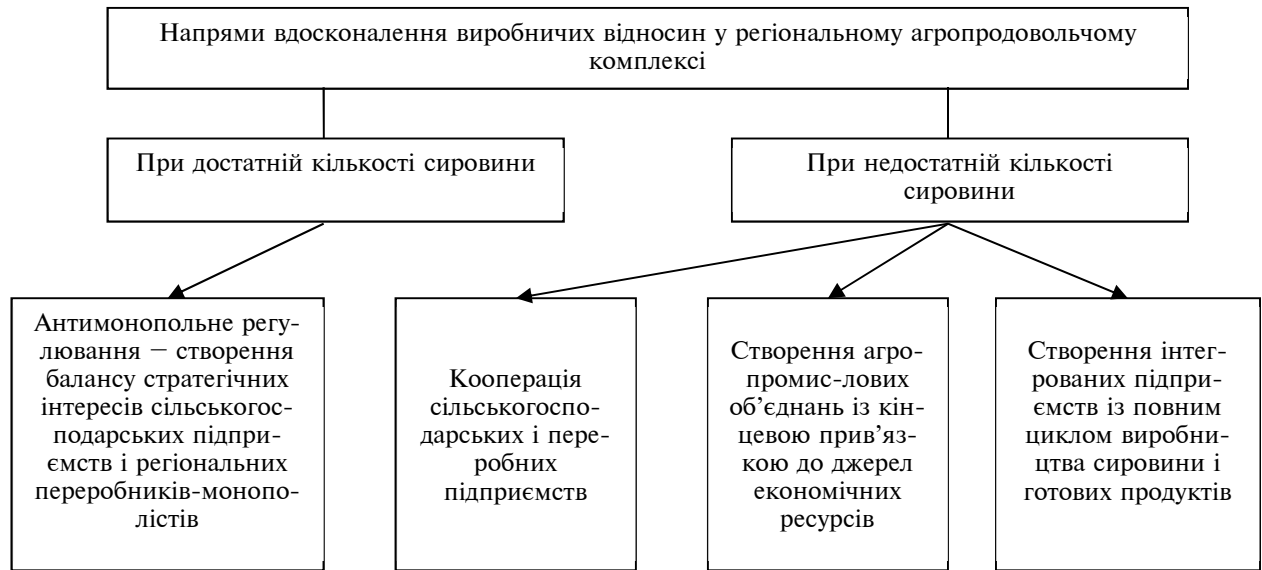 Напрями вдосконалення виробничих відносин у регіональному агропродовольчому
комплексі
При достатній кількості сировини
При недостатній кількості
сировини
Антимонопольне регу-
лювання – створення
балансу стратегічних
інтересів сільськогос-
подарських підпри-
ємств і регіональних
переробників-монопо-
лістів
Кооперація
сільськогоспо-
дарських і пере-
робних
підприємств
Створення агро-
промис-лових
об’єднань із кін-
цевою прив’яз-
кою до джерел
економічних
ресурсів
Створення інтег-
рованих підпри-
ємств із повним
циклом виробни-
цтва сировини і
готових продуктів